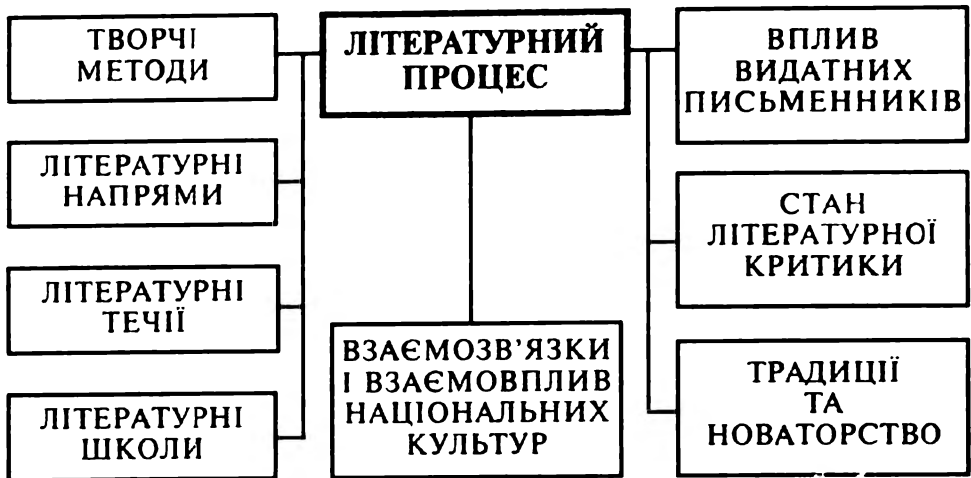 ЛІТЕРАТУРНИЙ
ПРОЦЕС
ТВОРЧІ
МЕТОДИ
ЛІТЕРАТУРНІ
НАПРЯМИ
ЛІТЕРАТУРНІ
ТЕЧІЇ
ЛІТЕРАТУРНІ
ШКОЛИ
ВЗАЄМОЗВ'ЯЗКИ
І ВЗАЄМОВПЛИВ
НАЦІОНАЛЬНИХ
КУЛЬТУР
ВПЛИВ
ВИДАТНИХ
ПИСЬМЕННИКІВ
СТАН
ЛІТЕРАТУРНОЇ
КРИТИКИ
ТРАДИЦІЇ
ТА
НОВАТОРСТВО